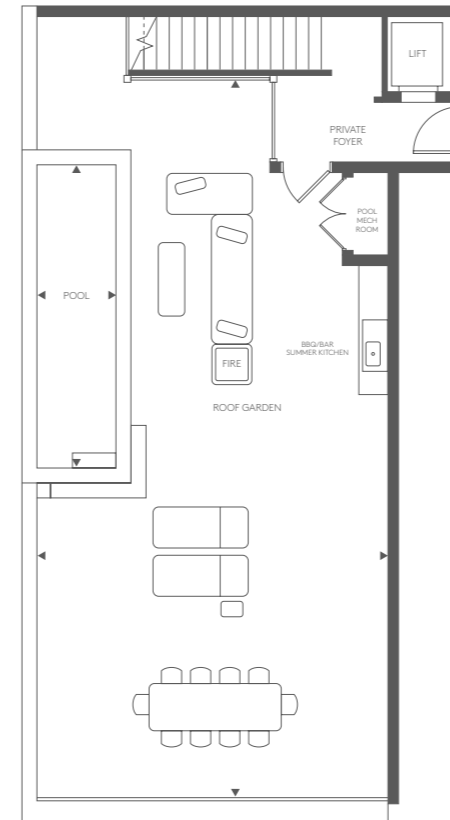 LIFT
PRIVATE
FOYER
POOL
MECH
ROOM
POOL
BBQ/BAR
SUMMER KITCHEN
FIRE
ROOF GARDEN